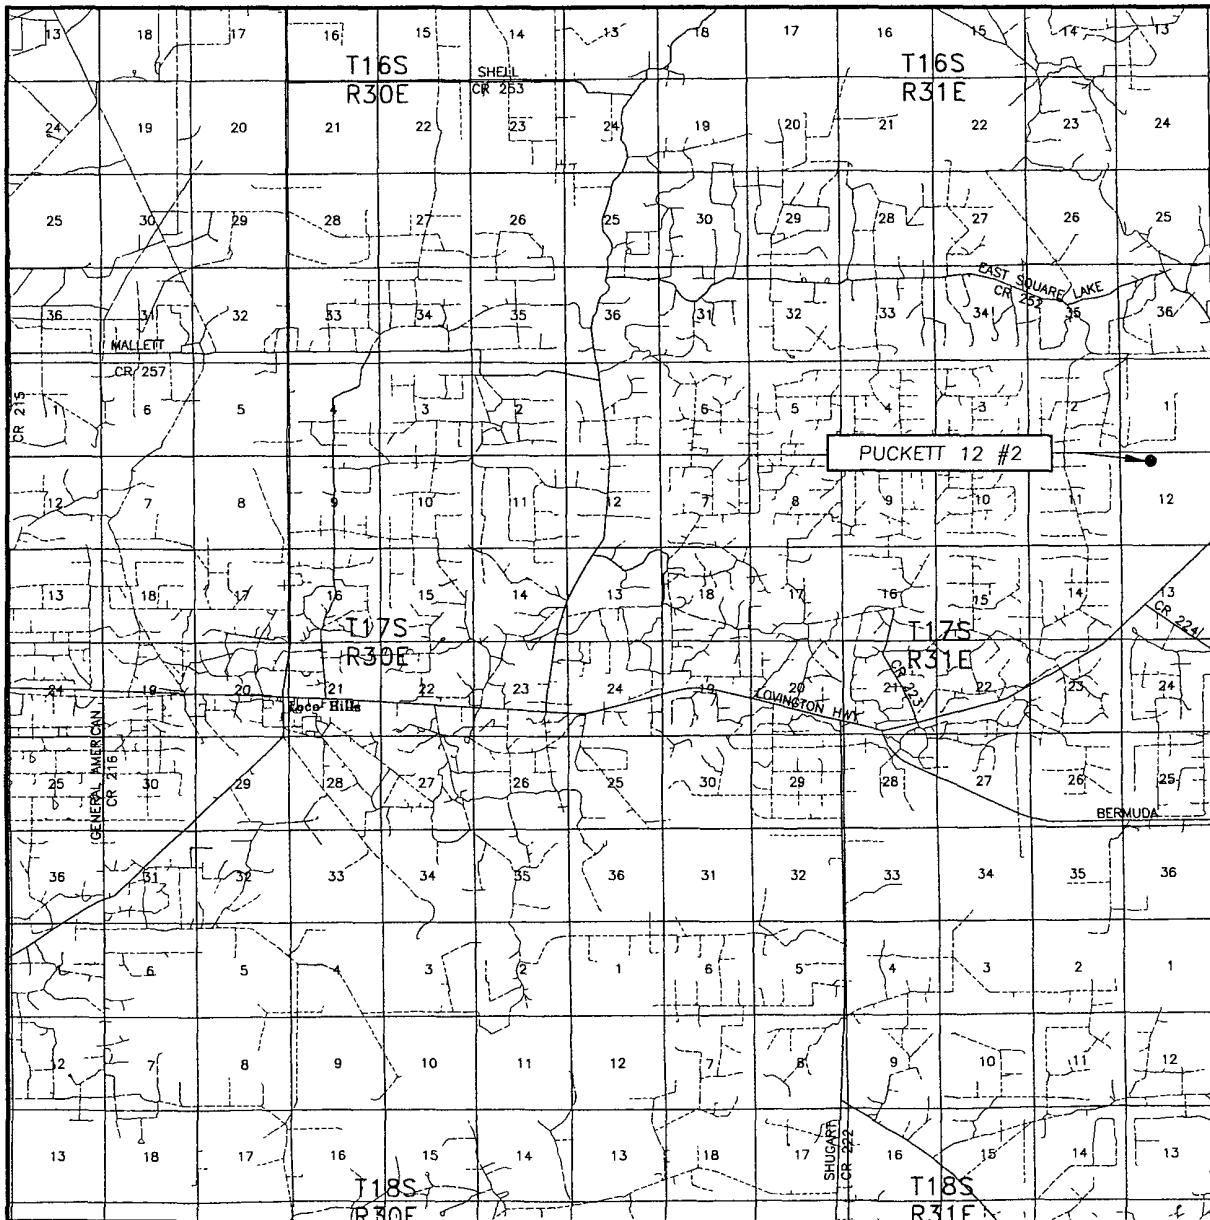 13 18 17 16 15 14 13 18 17 16 15 14 13
T16S T16S
R30E R31E
SHELL
CR 253
24 19 20 21 22 23 24 19 20 21 22 23 24
25 30 29 28 27 26 25 30 29 28 27 26 25
EAST SQUARE LAKE
CR 253
36 31 32 33 34 35 36 31 32 33 34 35 36
MALLETT
CR 257
CR 215
1 6 5 4 3 2 1 6 5 4 3 2 1
PUCKETT 12 #2
12 7 8 9 10 11 12 7 8 9 10 11 12
13 18 17 16 15 14 13 18 17 16 15 14 13
CR 224
T17S T17S
R30E R31E
24 19 20 21 22 23 24 19 20 21 22 23 24
CR 223
Loco Hills
LOVINGTON HWY
GENERAL AMERICAN
CR 216
25 30 29 28 27 26 25 30 29 28 27 26 25
BERMUDA
36 31 32 33 34 35 36 31 32 33 34 35 36
6 5 4 3 2 1 6 5 4 3 2 1
12 7 8 9 10 11 12 7 8 9 10 11 12
13 18 17 16 15 14 13 18 17 16 15 14 13
SHUGART
CR 222
T18S T18S
R30E R31E